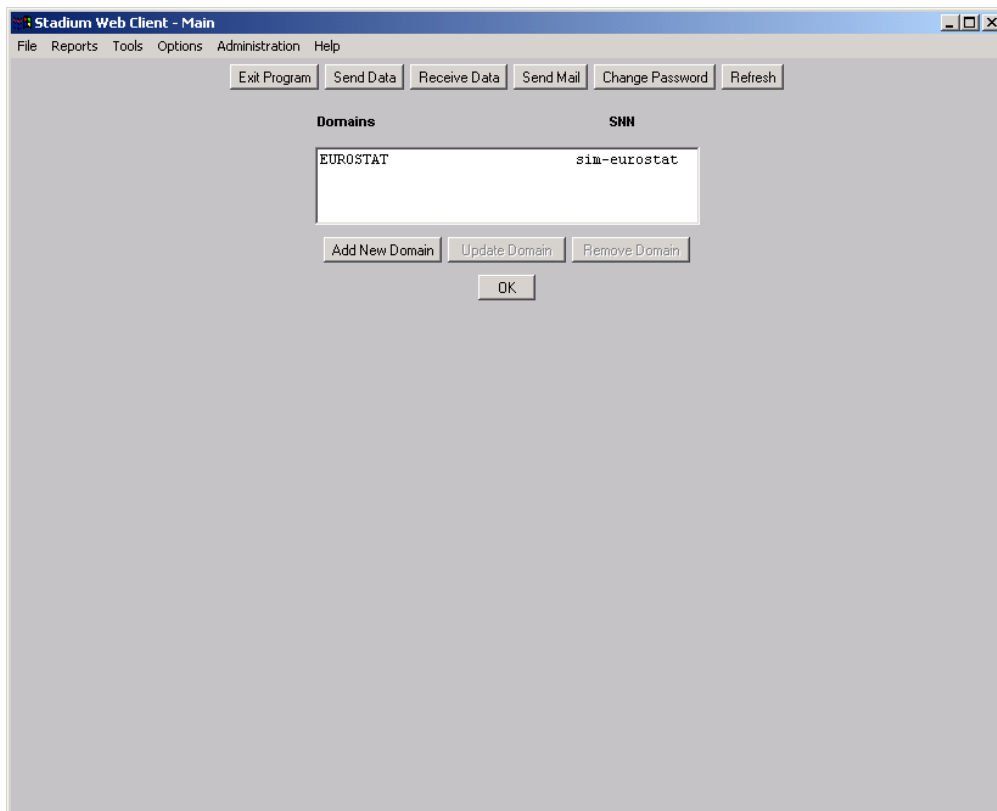 Stadium Web Client - Main
File Reports Tools Options Administration Help
Exit Program Send Data Receive Data Send Mail Change Password Refresh
Domains SNN
EUROSTAT sim-eurostat
Add New Domain Update Domain Remove Domain
OK